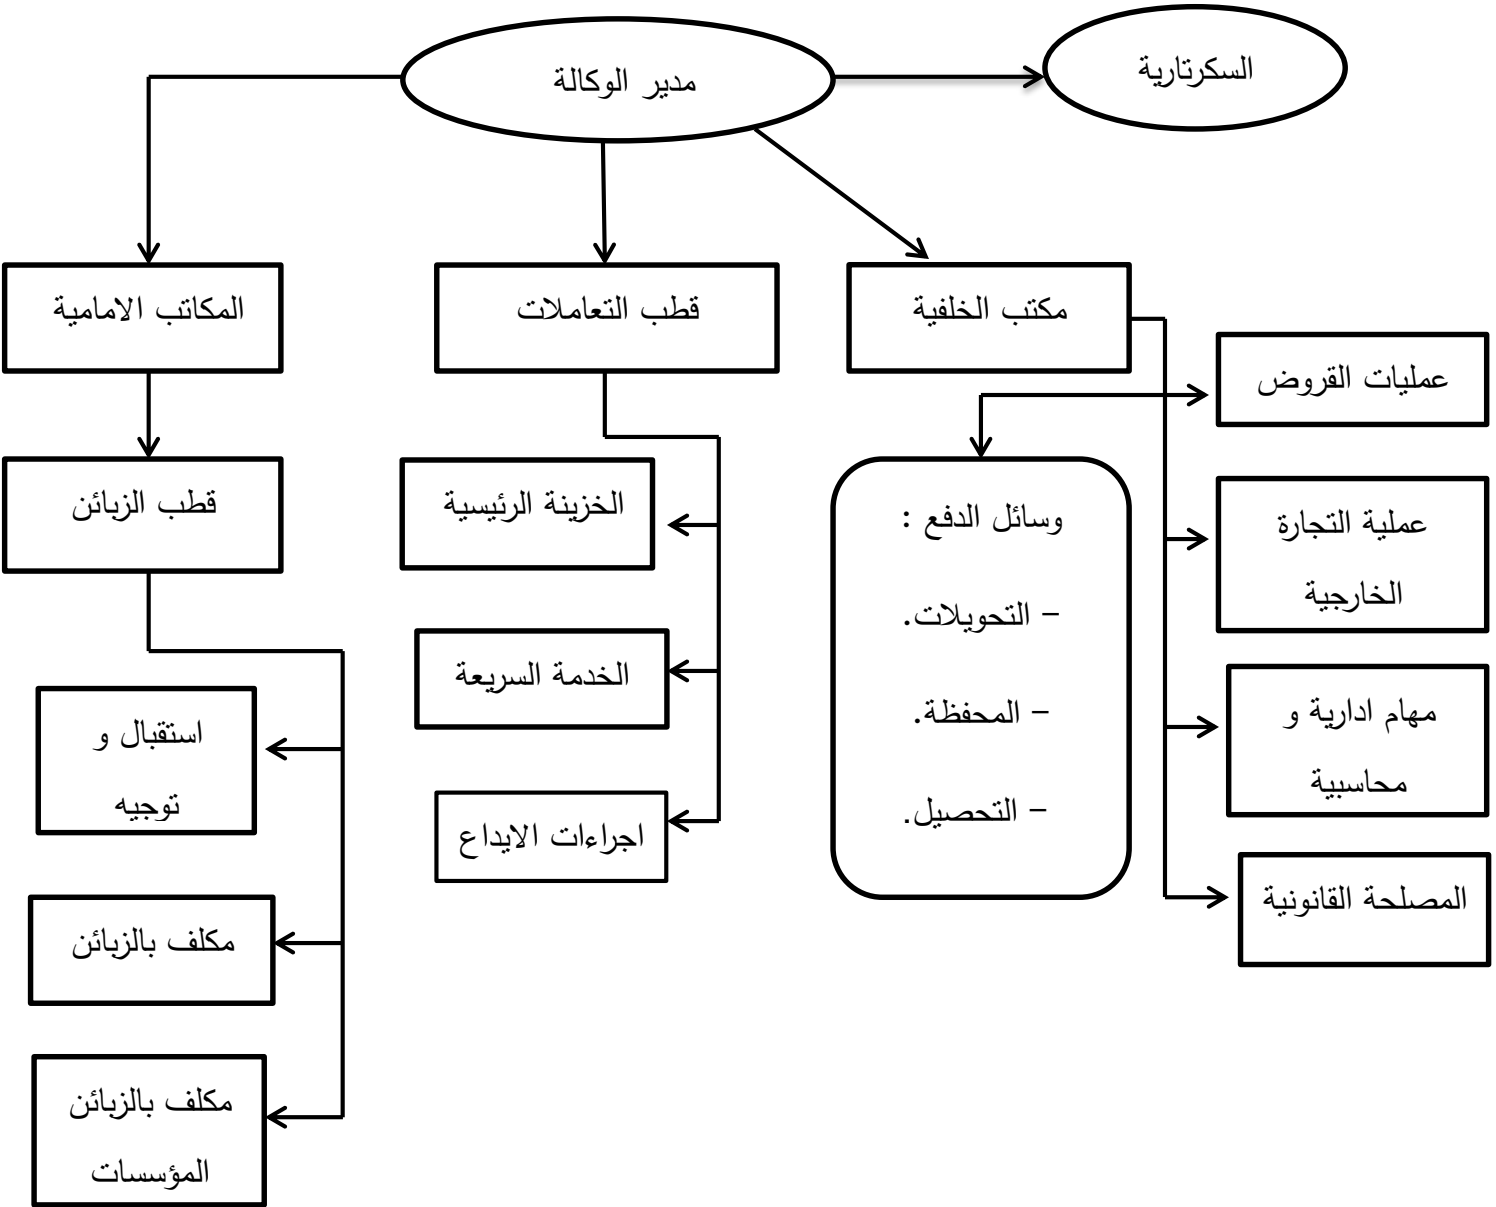 السكرتارية
مدير الوكالة
مكتب الخلفية
قطب التعاملات
المكاتب الامامية
عمليات القروض
عملية التجارة
الخارجية
مهام ادارية و
محاسبية
المصلحة القانونية
وسائل الدفع :
- التحويلات.
- المحفظة.
- التحصيل.
الخزينة الرئيسية
الخدمة السريعة
اجراءات الايداع
قطب الزبائن
استقبال و
توجيه
مكلف بالزبائن
مكلف بالزبائن
المؤسسات